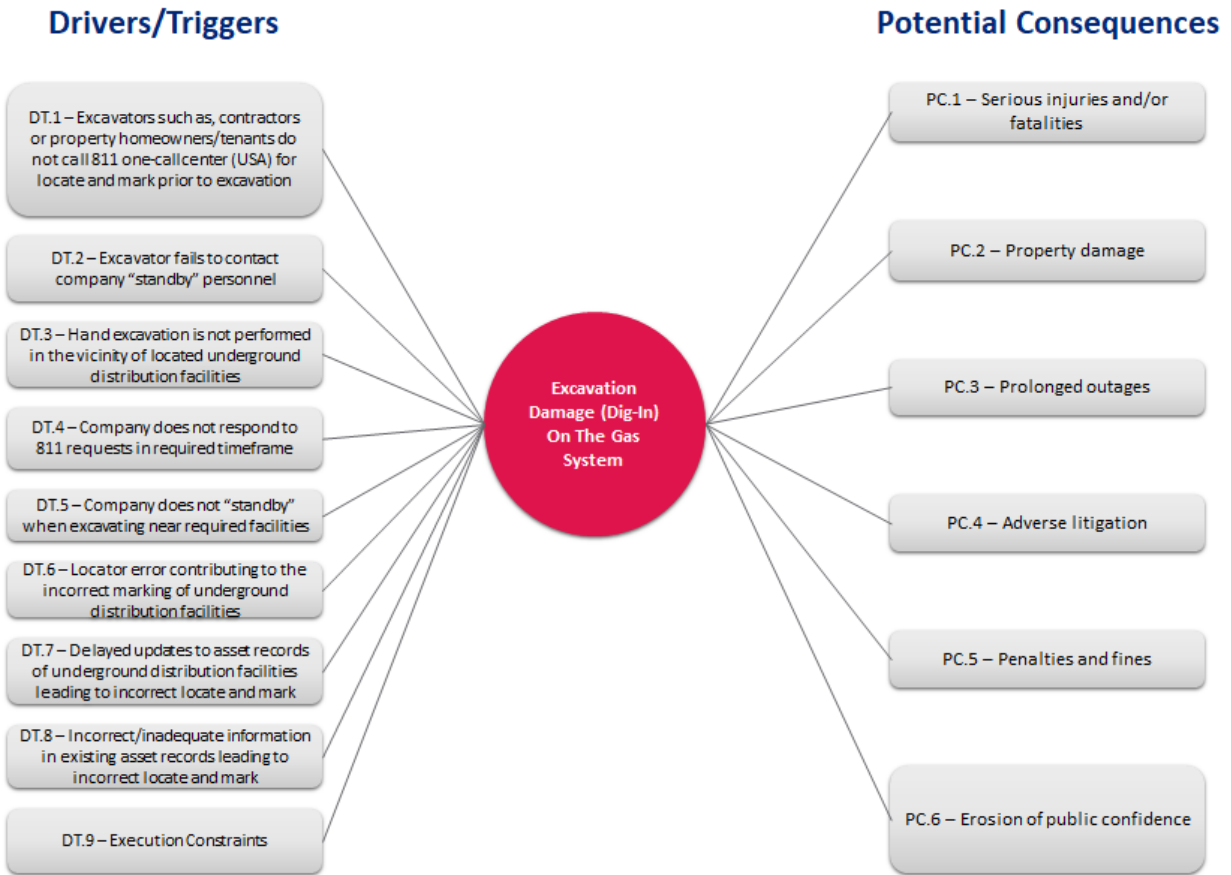 Drivers/Triggers
DT.1 – Excavators such as, contractors
or property homeowners/tenants do
not call 811 one-call center (USA) for
locate and mark prior to excavation
DT.2 – Excavator fails to contact
company “standby” personnel
DT.3 – Hand excavation is not performed
in the vicinity of located underground
distribution facilities
DT.4 – Company does not respond to
811 requests in required timeframe
DT.5 – Company does not “standby”
when excavating near required facilities
DT.6 – Locator error contributing to the
incorrect marking of underground
distribution facilities
DT.7 – Delayed updates to asset records
of underground distribution facilities
leading to incorrect locate and mark
DT.8 – Incorrect/inadequate information
in existing asset records leading to
incorrect locate and mark
DT.9 – Execution Constraints
Excavation
Damage (Dig-In)
On The Gas
System
Potential Consequences
PC.1 – Serious injuries and/or
fatalities
PC.2 – Property damage
PC.3 – Prolonged outages
PC.4 – Adverse litigation
PC.5 – Penalties and fines
PC.6 – Erosion of public confidence